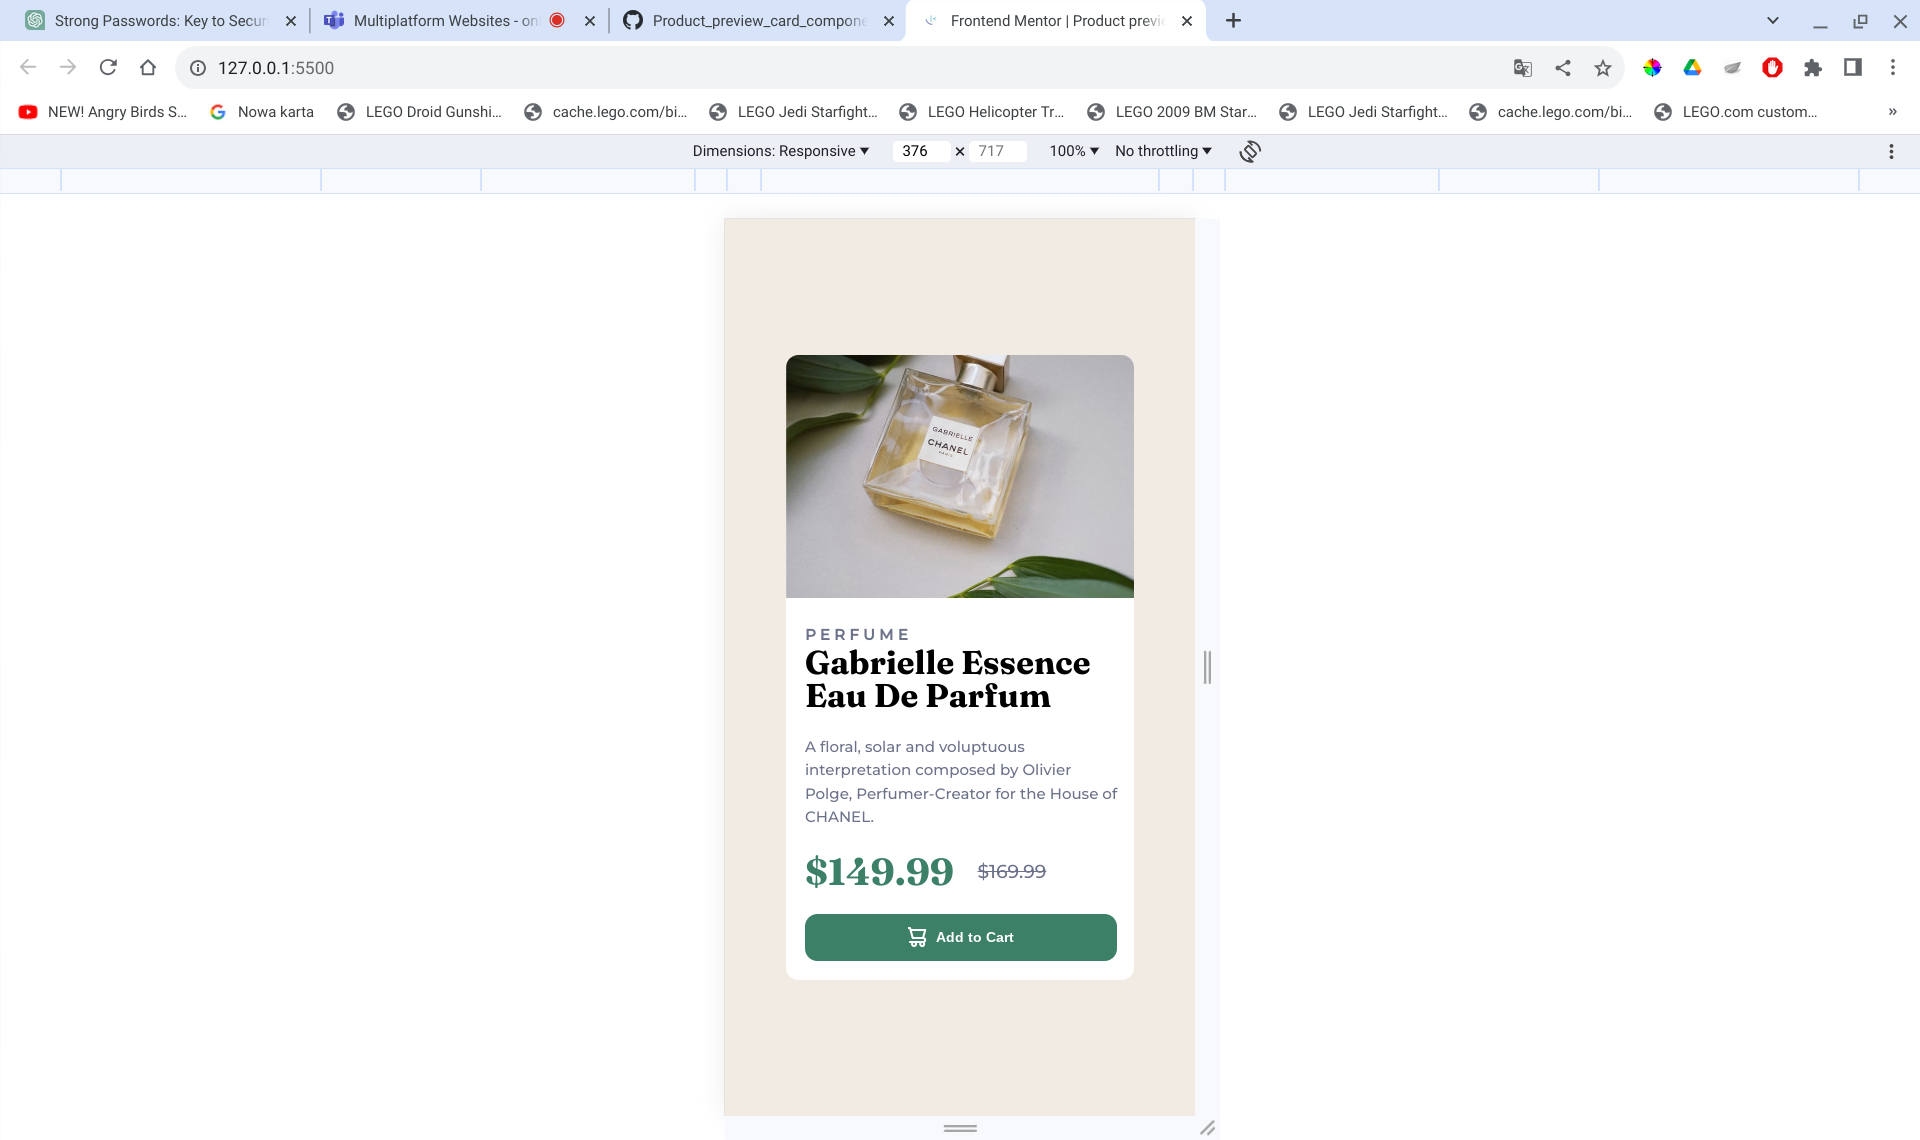 Strong Passwords: Key to Secur
Multiplatform Websites - onl
Product_preview_card_compone
Frontend Mentor | Product previe
127.0.0.1:5500
NEW! Angry Birds S...
Nowa karta
LEGO Droid Gunshi...
cache.lego.com/bi...
LEGO Jedi Starfight...
LEGO Helicopter Tr...
LEGO 2009 BM Star...
LEGO Jedi Starfight...
cache.lego.com/bi...
LEGO.com custom...
»
Dimensions: Responsive 376 × 717 100% No throttling
GABRIELLE
CHANEL
PARIS
PERFUME
Gabrielle Essence
Eau De Parfum
A floral, solar and voluptuous
interpretation composed by Olivier
Polge, Perfumer-Creator for the House of
CHANEL.
$149.99 $169.99
Add to Cart